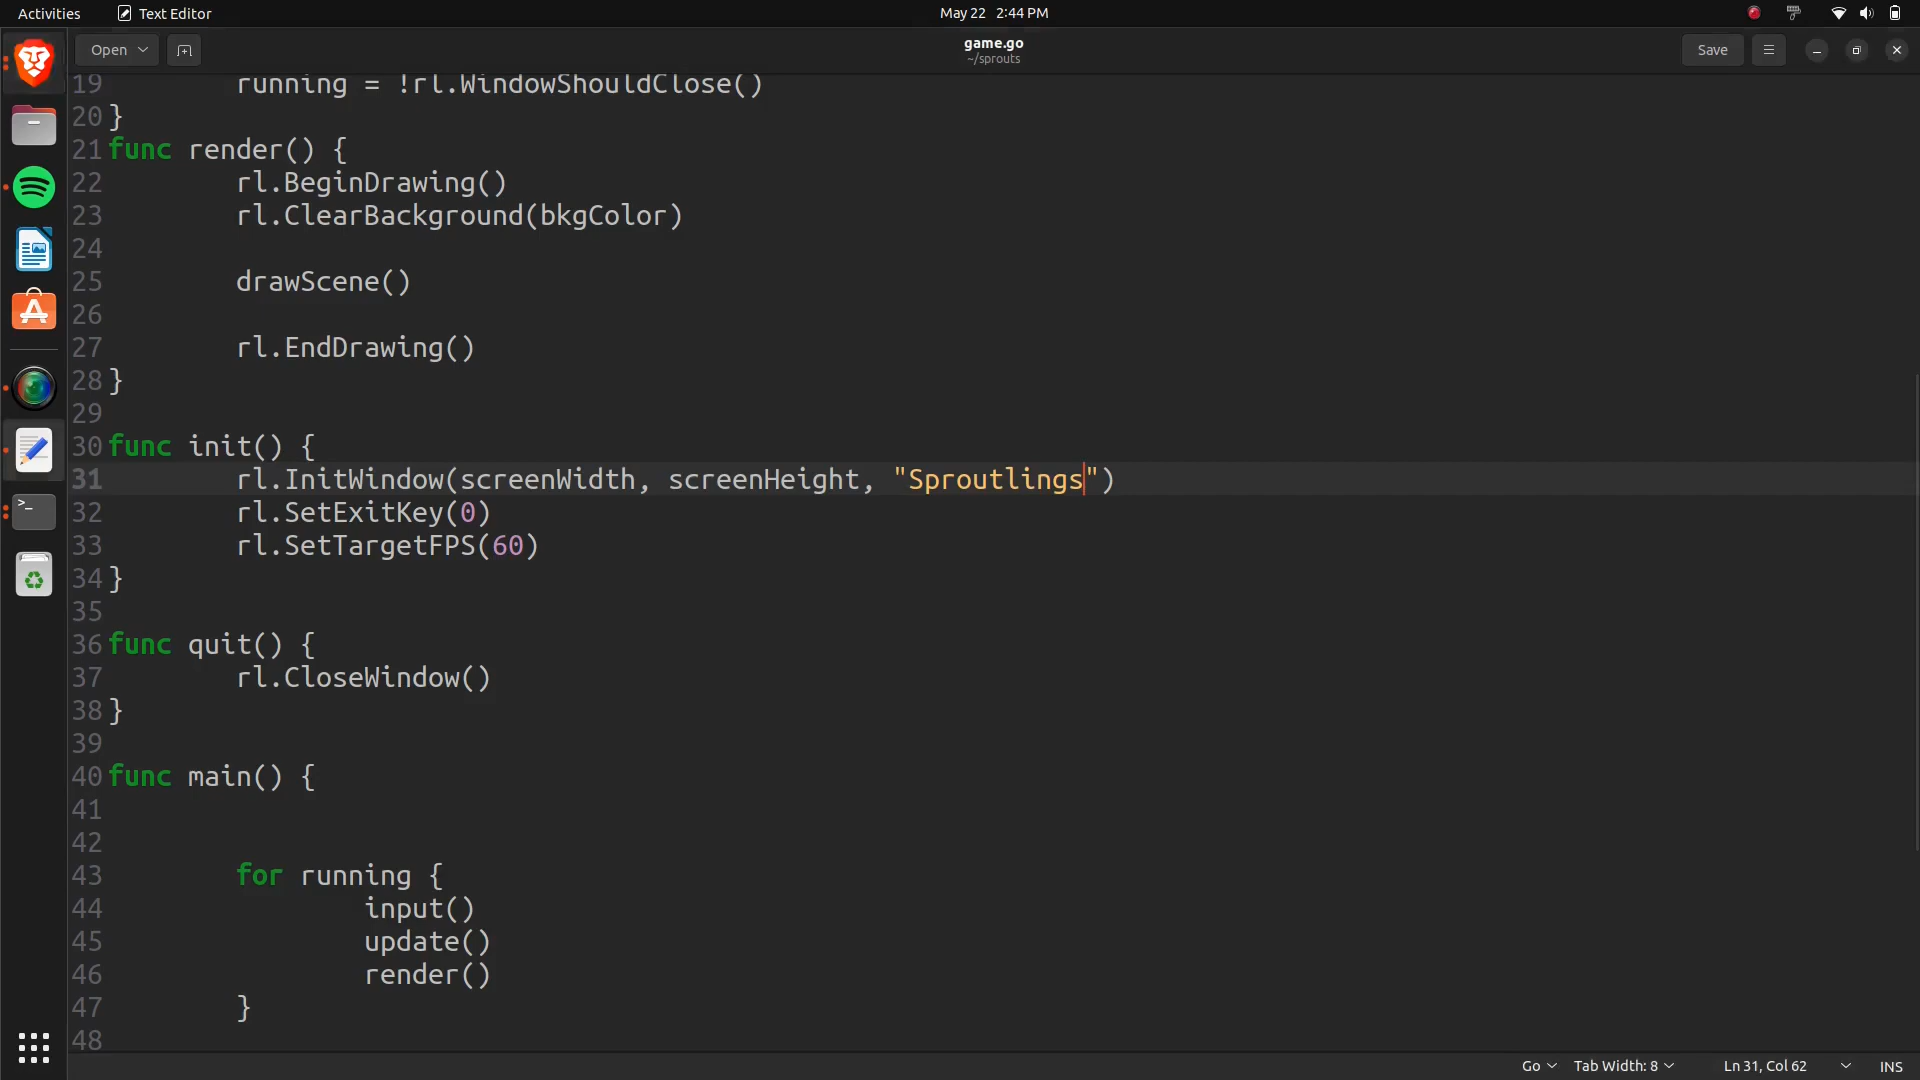 Activities Text Editor May 22 2:44 PM
Open game.go Save
~/sprouts
19 running = !rl.WindowShouldClose()
20 }
21 func render() {
22 rl.BeginDrawing()
23 rl.ClearBackground(bkgColor)
24
25 drawScene()
26
27 rl.EndDrawing()
28 }
29
30 func init() {
31 rl.InitWindow(screenWidth, screenHeight, "Sproutlings")
32 rl.SetExitKey(0)
33 rl.SetTargetFPS(60)
34 }
35
36 func quit() {
37 rl.CloseWindow()
38 }
39
40 func main() {
41
42
43 for running {
44 input()
45 update()
46 render()
47 }
48
Go Tab Width: 8 Ln 31, Col 62 INS